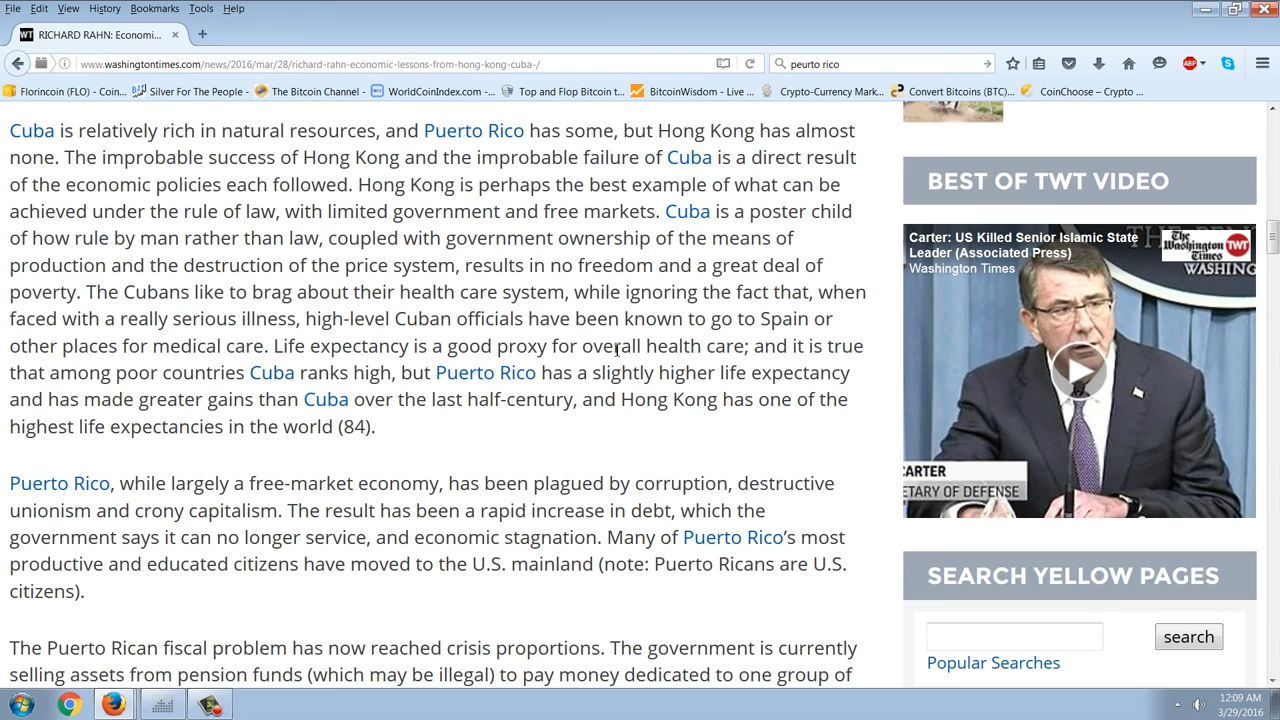 File Edit View History Bookmarks Tools Help
WT RICHARD RAHN: Economi...
www.washingtontimes.com/news/2016/mar/28/richard-rahn-economic-lessons-from-hong-kong-cuba-/
peurto rico
ABP
Florincoin (FLO) - Coin...
Silver For The People -
The Bitcoin Channel -
WorldCoinIndex.com -...
Top and Flop Bitcoin t...
BitcoinWisdom - Live ...
Crypto-Currency Mark...
Convert Bitcoins (BTC)...
CoinChoose – Crypto ...
Cuba is relatively rich in natural resources, and Puerto Rico has some, but Hong Kong has almost
none. The improbable success of Hong Kong and the improbable failure of Cuba is a direct result
of the economic policies each followed. Hong Kong is perhaps the best example of what can be
achieved under the rule of law, with limited government and free markets. Cuba is a poster child
of how rule by man rather than law, coupled with government ownership of the means of
production and the destruction of the price system, results in no freedom and a great deal of
poverty. The Cubans like to brag about their health care system, while ignoring the fact that, when
faced with a really serious illness, high-level Cuban officials have been known to go to Spain or
other places for medical care. Life expectancy is a good proxy for overall health care; and it is true
that among poor countries Cuba ranks high, but Puerto Rico has a slightly higher life expectancy
and has made greater gains than Cuba over the last half-century, and Hong Kong has one of the
highest life expectancies in the world (84).
Puerto Rico, while largely a free-market economy, has been plagued by corruption, destructive
unionism and crony capitalism. The result has been a rapid increase in debt, which the
government says it can no longer service, and economic stagnation. Many of Puerto Rico’s most
productive and educated citizens have moved to the U.S. mainland (note: Puerto Ricans are U.S.
citizens).
The Puerto Rican fiscal problem has now reached crisis proportions. The government is currently
selling assets from pension funds (which may be illegal) to pay money dedicated to one group of
BEST OF TWT VIDEO
Carter: US Killed Senior Islamic State
Leader (Associated Press)
Washington Times
The Washington Times TWT
WASHING
CARTER
ETARY OF DEFENSE
SEARCH YELLOW PAGES
search
Popular Searches
12:09 AM
3/29/2016